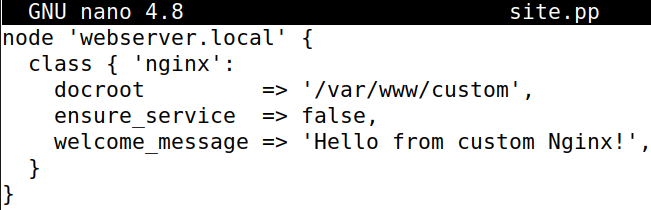 GNU nano 4.8 site.pp
node 'webserver.local' {
  class { 'nginx':
    docroot         => '/var/www/custom',
    ensure_service  => false,
    welcome_message => 'Hello from custom Nginx!',
  }
}